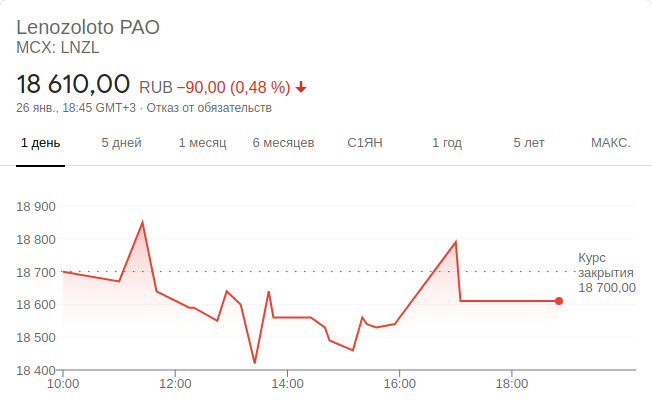 Lenozoloto PAO
MCX: LNZL
18 610,00 RUB −90,00 (0,48 %)
26 янв., 18:45 GMT+3 · Отказ от обязательств
1 день 5 дней 1 месяц 6 месяцев С1ЯН 1 год 5 лет МАКС.
18 900
18 800
18 700
18 600
18 500
18 400
Курс
закрытия
18 700,00
10:00 12:00 14:00 16:00 18:00